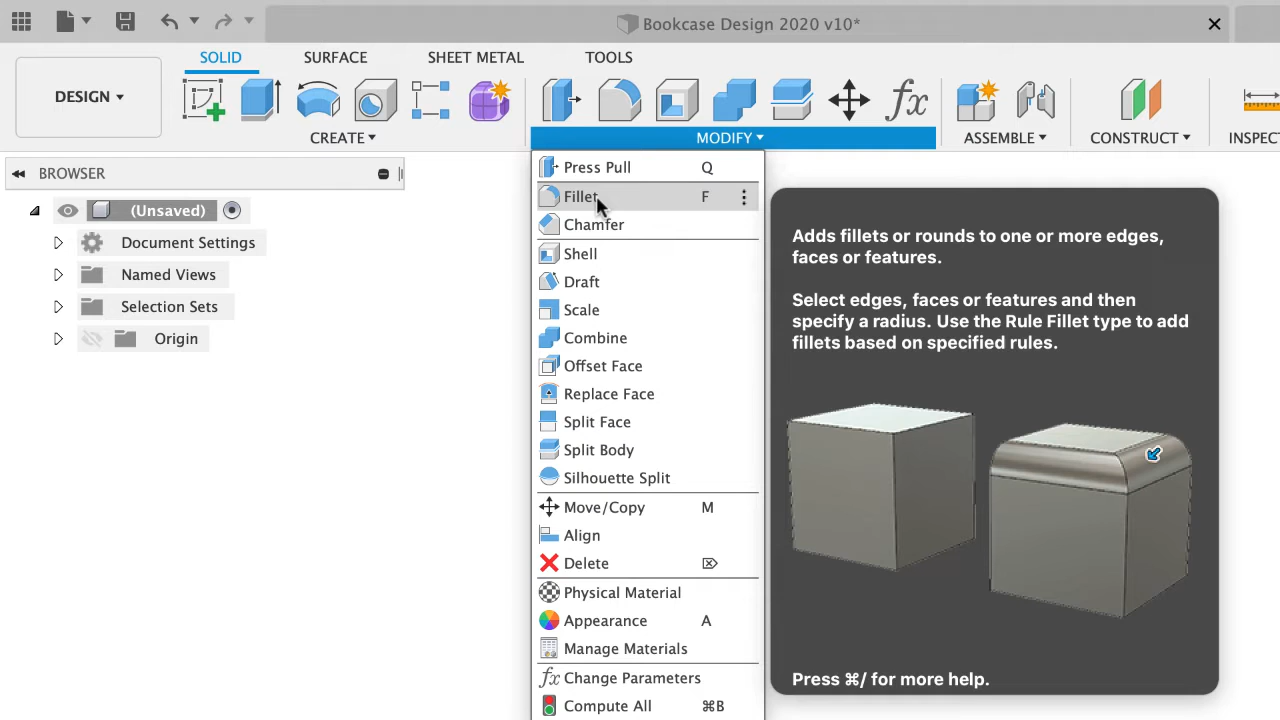 Bookcase Design 2020 v10*
SOLID SURFACE SHEET METAL TOOLS
DESIGN
CREATE MODIFY ASSEMBLE CONSTRUCT INSPECT
BROWSER
(Unsaved)
Document Settings
Named Views
Selection Sets
Origin
Press Pull Q
Fillet F
Chamfer
Shell
Draft
Scale
Combine
Offset Face
Replace Face
Split Face
Split Body
Silhouette Split
Move/Copy M
Align
Delete ⌦
Physical Material
Appearance A
Manage Materials
fx Change Parameters
Compute All ⌘B
Adds fillets or rounds to one or more edges,
faces or features.
Select edges, faces or features and then
specify a radius. Use the Rule Fillet type to add
fillets based on specified rules.
Press ⌘/ for more help.